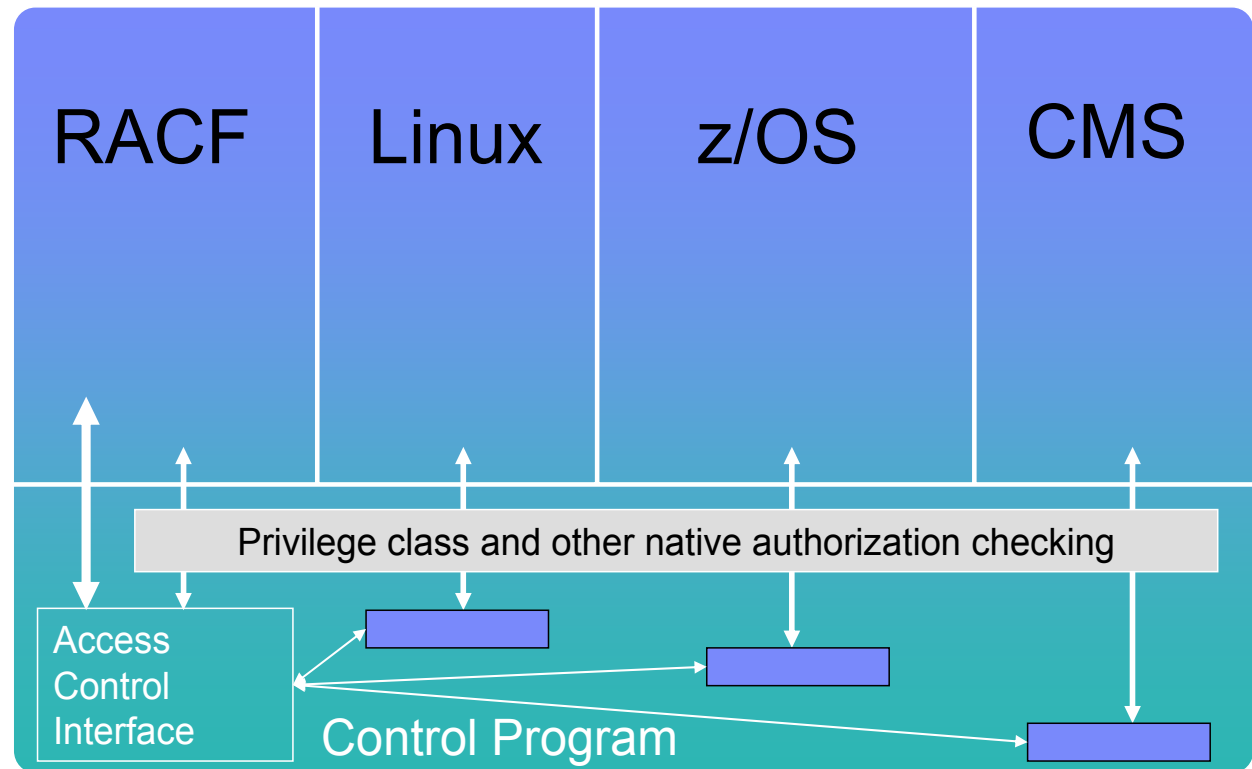 RACF
Linux
z/OS
CMS
Privilege class and other native authorization checking
Access
Control
Interface
Control Program